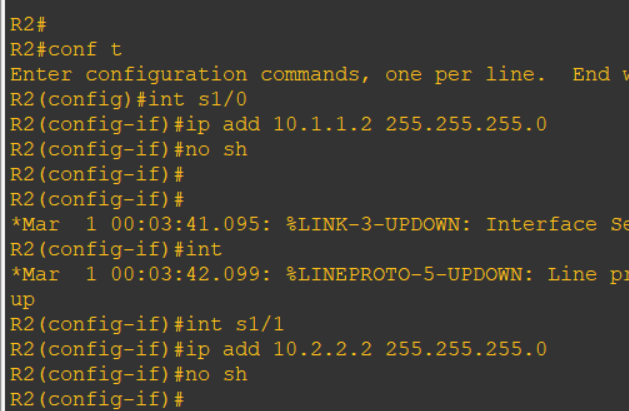 R2#
R2#conf t
Enter configuration commands, one per line.  End
R2(config)#int s1/0
R2(config-if)#ip add 10.1.1.2 255.255.255.0
R2(config-if)#no sh
R2(config-if)#
R2(config-if)#
*Mar  1 00:03:41.095: %LINK-3-UPDOWN: Interface
R2(config-if)#int
*Mar  1 00:03:42.099: %LINEPROTO-5-UPDOWN: Line
up
R2(config-if)#int s1/1
R2(config-if)#ip add 10.2.2.2 255.255.255.0
R2(config-if)#no sh
R2(config-if)#